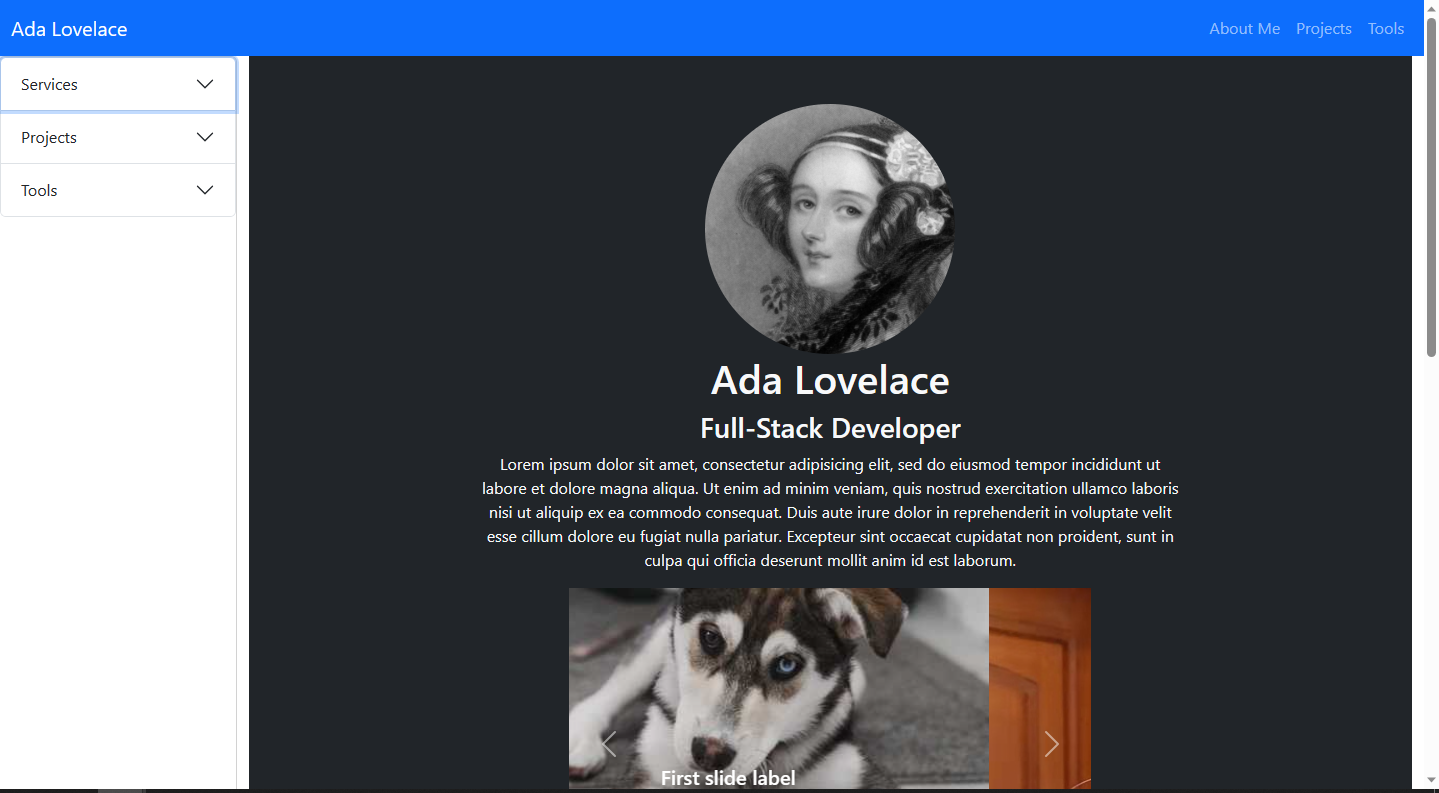 Ada Lovelace
About Me
Projects
Tools
Services
Projects
Tools
Ada Lovelace
Full-Stack Developer
Lorem ipsum dolor sit amet, consectetur adipisicing elit, sed do eiusmod tempor incididunt ut
labore et dolore magna aliqua. Ut enim ad minim veniam, quis nostrud exercitation ullamco laboris
nisi ut aliquip ex ea commodo consequat. Duis aute irure dolor in reprehenderit in voluptate velit
esse cillum dolore eu fugiat nulla pariatur. Excepteur sint occaecat cupidatat non proident, sunt in
culpa qui officia deserunt mollit anim id est laborum.
First slide label